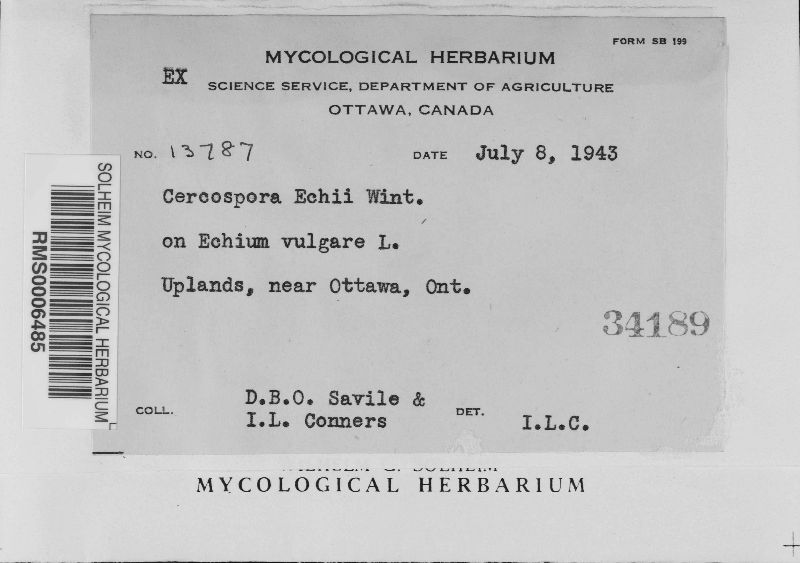 FORM SB 199
MYCOLOGICAL HERBARIUM
EX
SCIENCE SERVICE, DEPARTMENT OF AGRICULTURE
OTTAWA, CANADA
NO. 13787
DATE July 8, 1943
Cercospora Echii Wint.
on Echium vulgare L.
Uplands, near Ottawa, Ont.
34189
COLL. D.B.O. Savile &
I.L. Conners
DET. I.L.C.
SOLHEIM MYCOLOGICAL HERBARIUM
RMS0006485
MYCOLOGICAL HERBARIUM